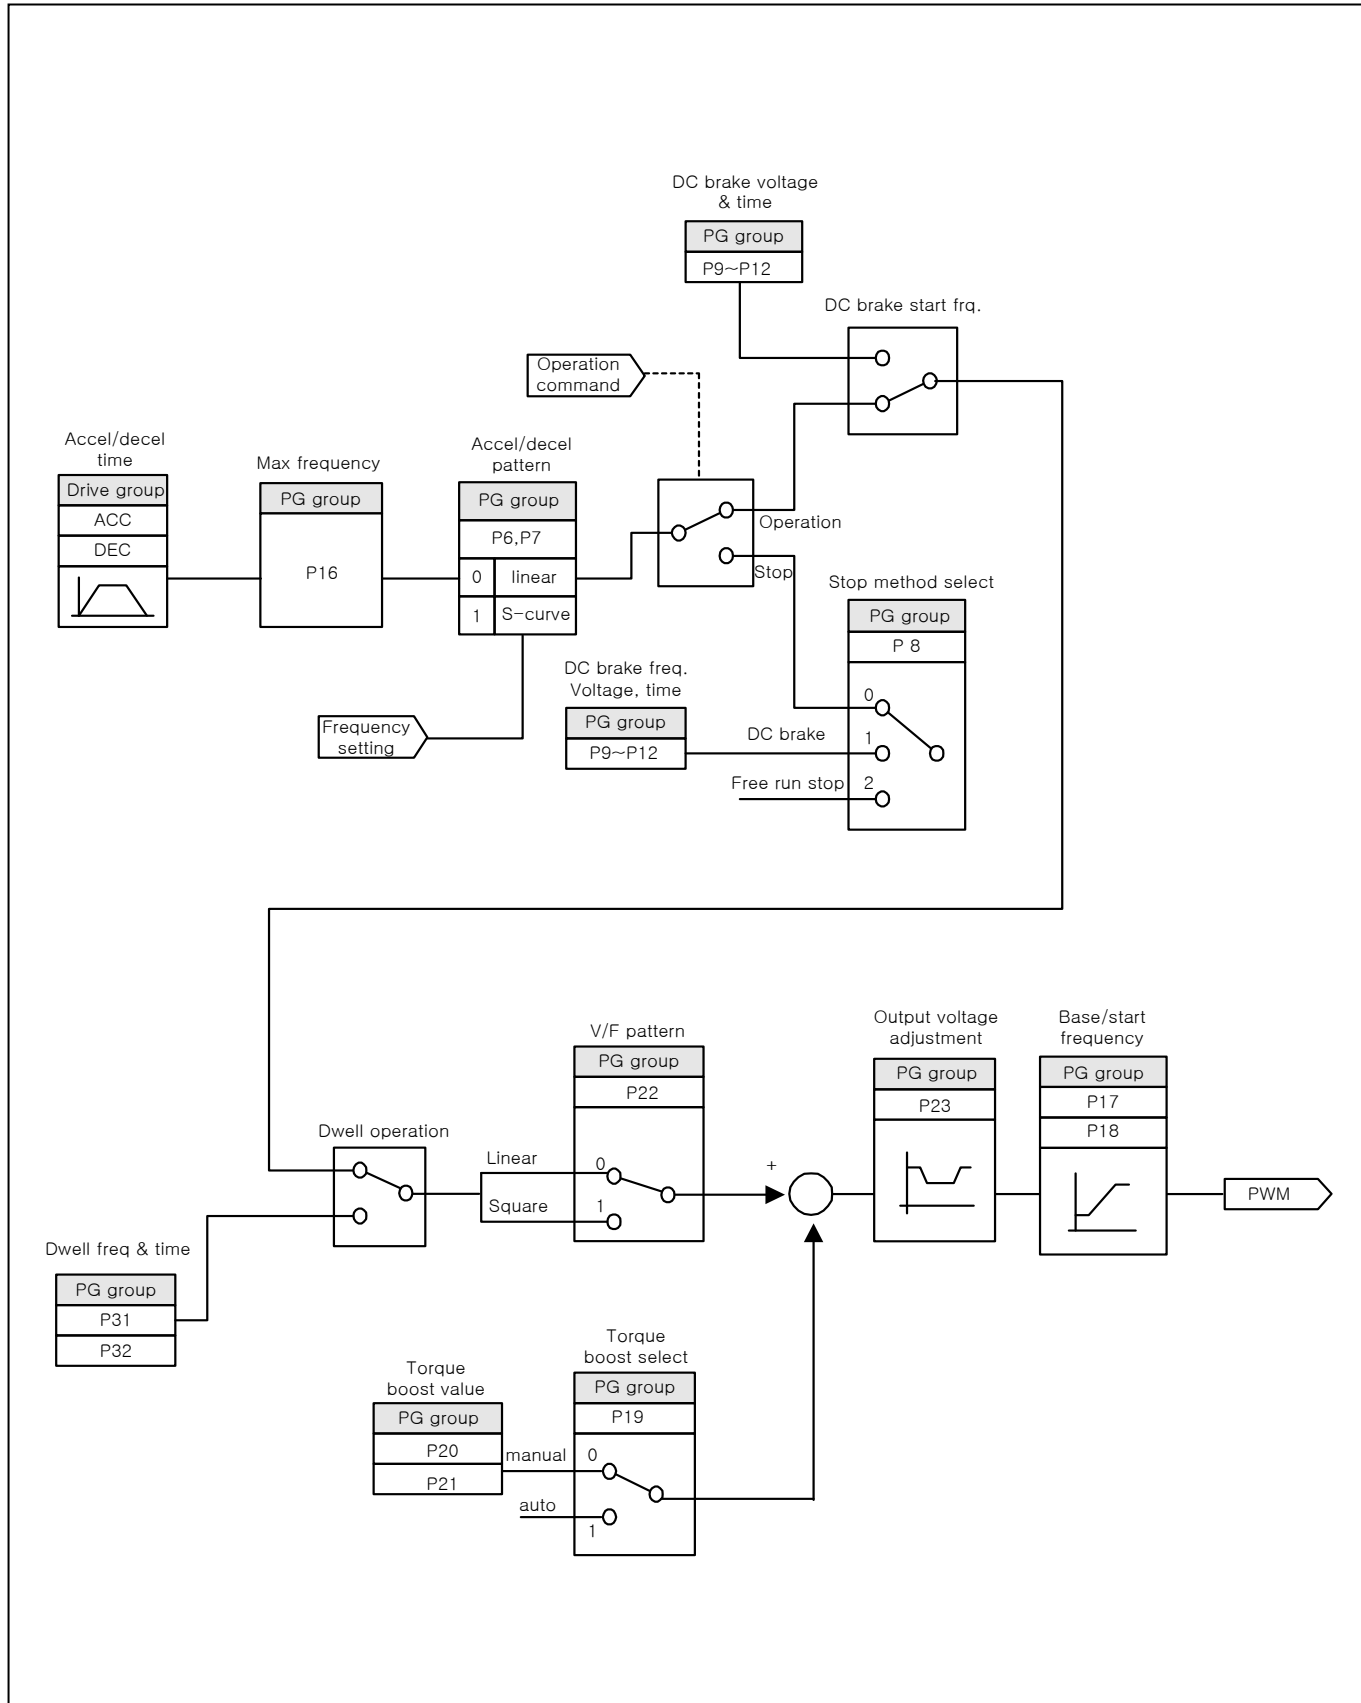 DC brake voltage
& time
PG group
P9~P12
DC brake start frq.
Operation
command
Accel/decel
time
Drive group
ACC
DEC
Max frequency
PG group
P16
Accel/decel
pattern
PG group
P6,P7
0 linear
1 S-curve
Operation
Stop
Frequency
setting
DC brake freq.
Voltage, time
PG group
P9~P12
Stop method select
PG group
P 8
0
DC brake 1
Free run stop 2
Dwell operation
Dwell freq & time
PG group
P31
P32
V/F pattern
PG group
P22
Linear 0
Square 1
+
Output voltage
adjustment
PG group
P23
Base/start
frequency
PG group
P17
P18
PWM
Torque
boost value
PG group
P20
P21
Torque
boost select
PG group
P19
manual 0
auto
1